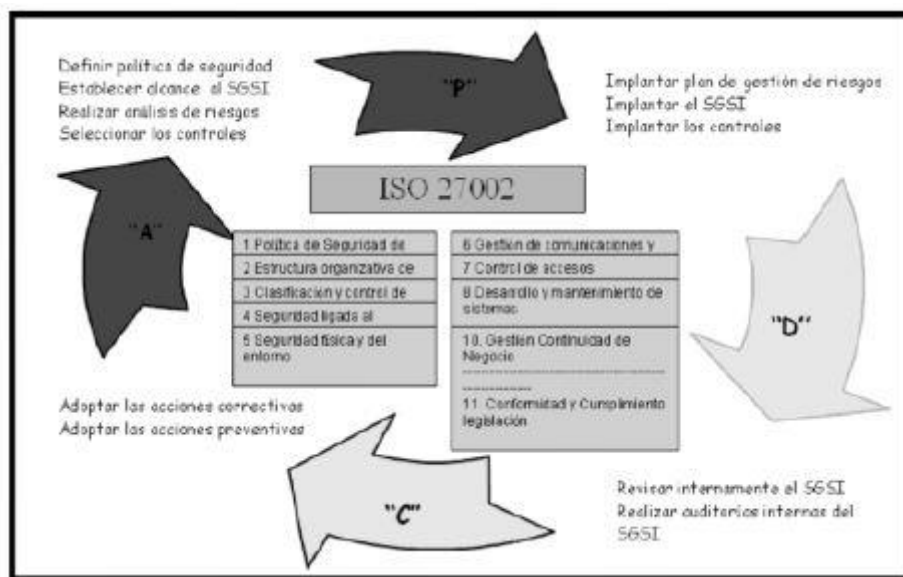 Definir política de seguridad
Establecer alcance al SGSI
Realizar análisis de riesgos
Seleccionar los controles
"P"
Implantar plan de gestión de riesgos
Implantar el SGSI
Implantar los controles
ISO 27002
"A"
1 Política de Seguridad de
2 Estructura organizativa de
3 Clasificación y control de
4 Seguridad ligada al
5 Seguridad física y del
entorno
6 Gestión de comunicaciones y
7 Control de accesos
8 Desarrollo y mantenimiento de
sistemas
10. Gestión Continuidad de
Negocio
--------------------------------------
-------------
11. Conformidad y Cumplimiento
legislación
"D"
Adoptar las acciones correctivas
Adoptar las acciones preventivas
"C"
Revisar internamente el SGSI
Realizar auditorías internas del
SGSI